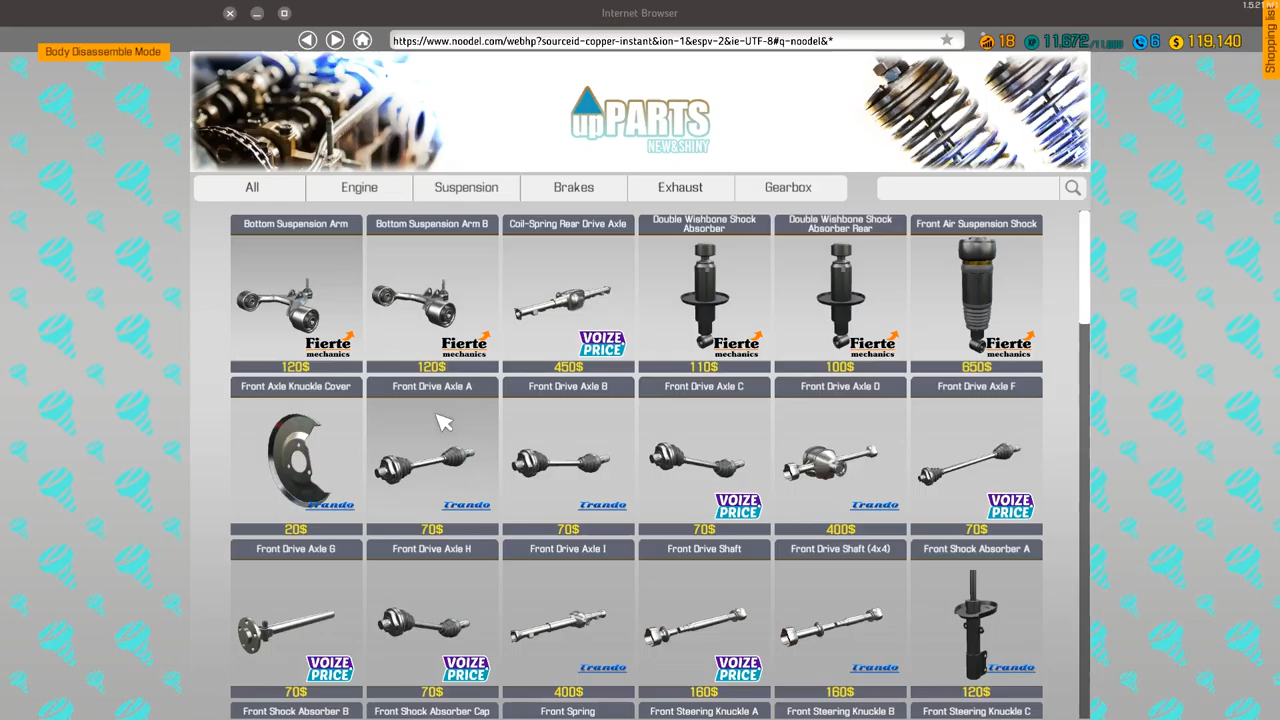 Internet Browser
1.5.21
Body Disassemble Mode
https://www.noodel.com/webhp?sourceid-copper-instant&ion-1&espv-2&ie-UTF-8#q-noodel&*
18
11,672/11,880
6
$ 119,140
Shopping list
upPARTS
NEW&SHINY
All
Engine
Suspension
Brakes
Exhaust
Gearbox
Bottom Suspension Arm
Bottom Suspension Arm B
Coil-Spring Rear Drive Axle
Double Wishbone Shock Absorber
Double Wishbone Shock Absorber Rear
Front Air Suspension Shock
Fierte mechanics
Fierte mechanics
VOIZE PRICE
Fierte mechanics
Fierte mechanics
Fierte mechanics
120$
120$
450$
110$
100$
650$
Front Axle Knuckle Cover
Front Drive Axle A
Front Drive Axle B
Front Drive Axle C
Front Drive Axle D
Front Drive Axle F
Trando
Trando
Trando
VOIZE PRICE
Trando
VOIZE PRICE
20$
70$
70$
70$
400$
70$
Front Drive Axle G
Front Drive Axle H
Front Drive Axle I
Front Drive Shaft
Front Drive Shaft (4x4)
Front Shock Absorber A
VOIZE PRICE
VOIZE PRICE
Trando
VOIZE PRICE
Trando
Trando
70$
70$
400$
160$
160$
120$
Front Shock Absorber B
Front Shock Absorber Cap
Front Spring
Front Steering Knuckle A
Front Steering Knuckle B
Front Steering Knuckle C